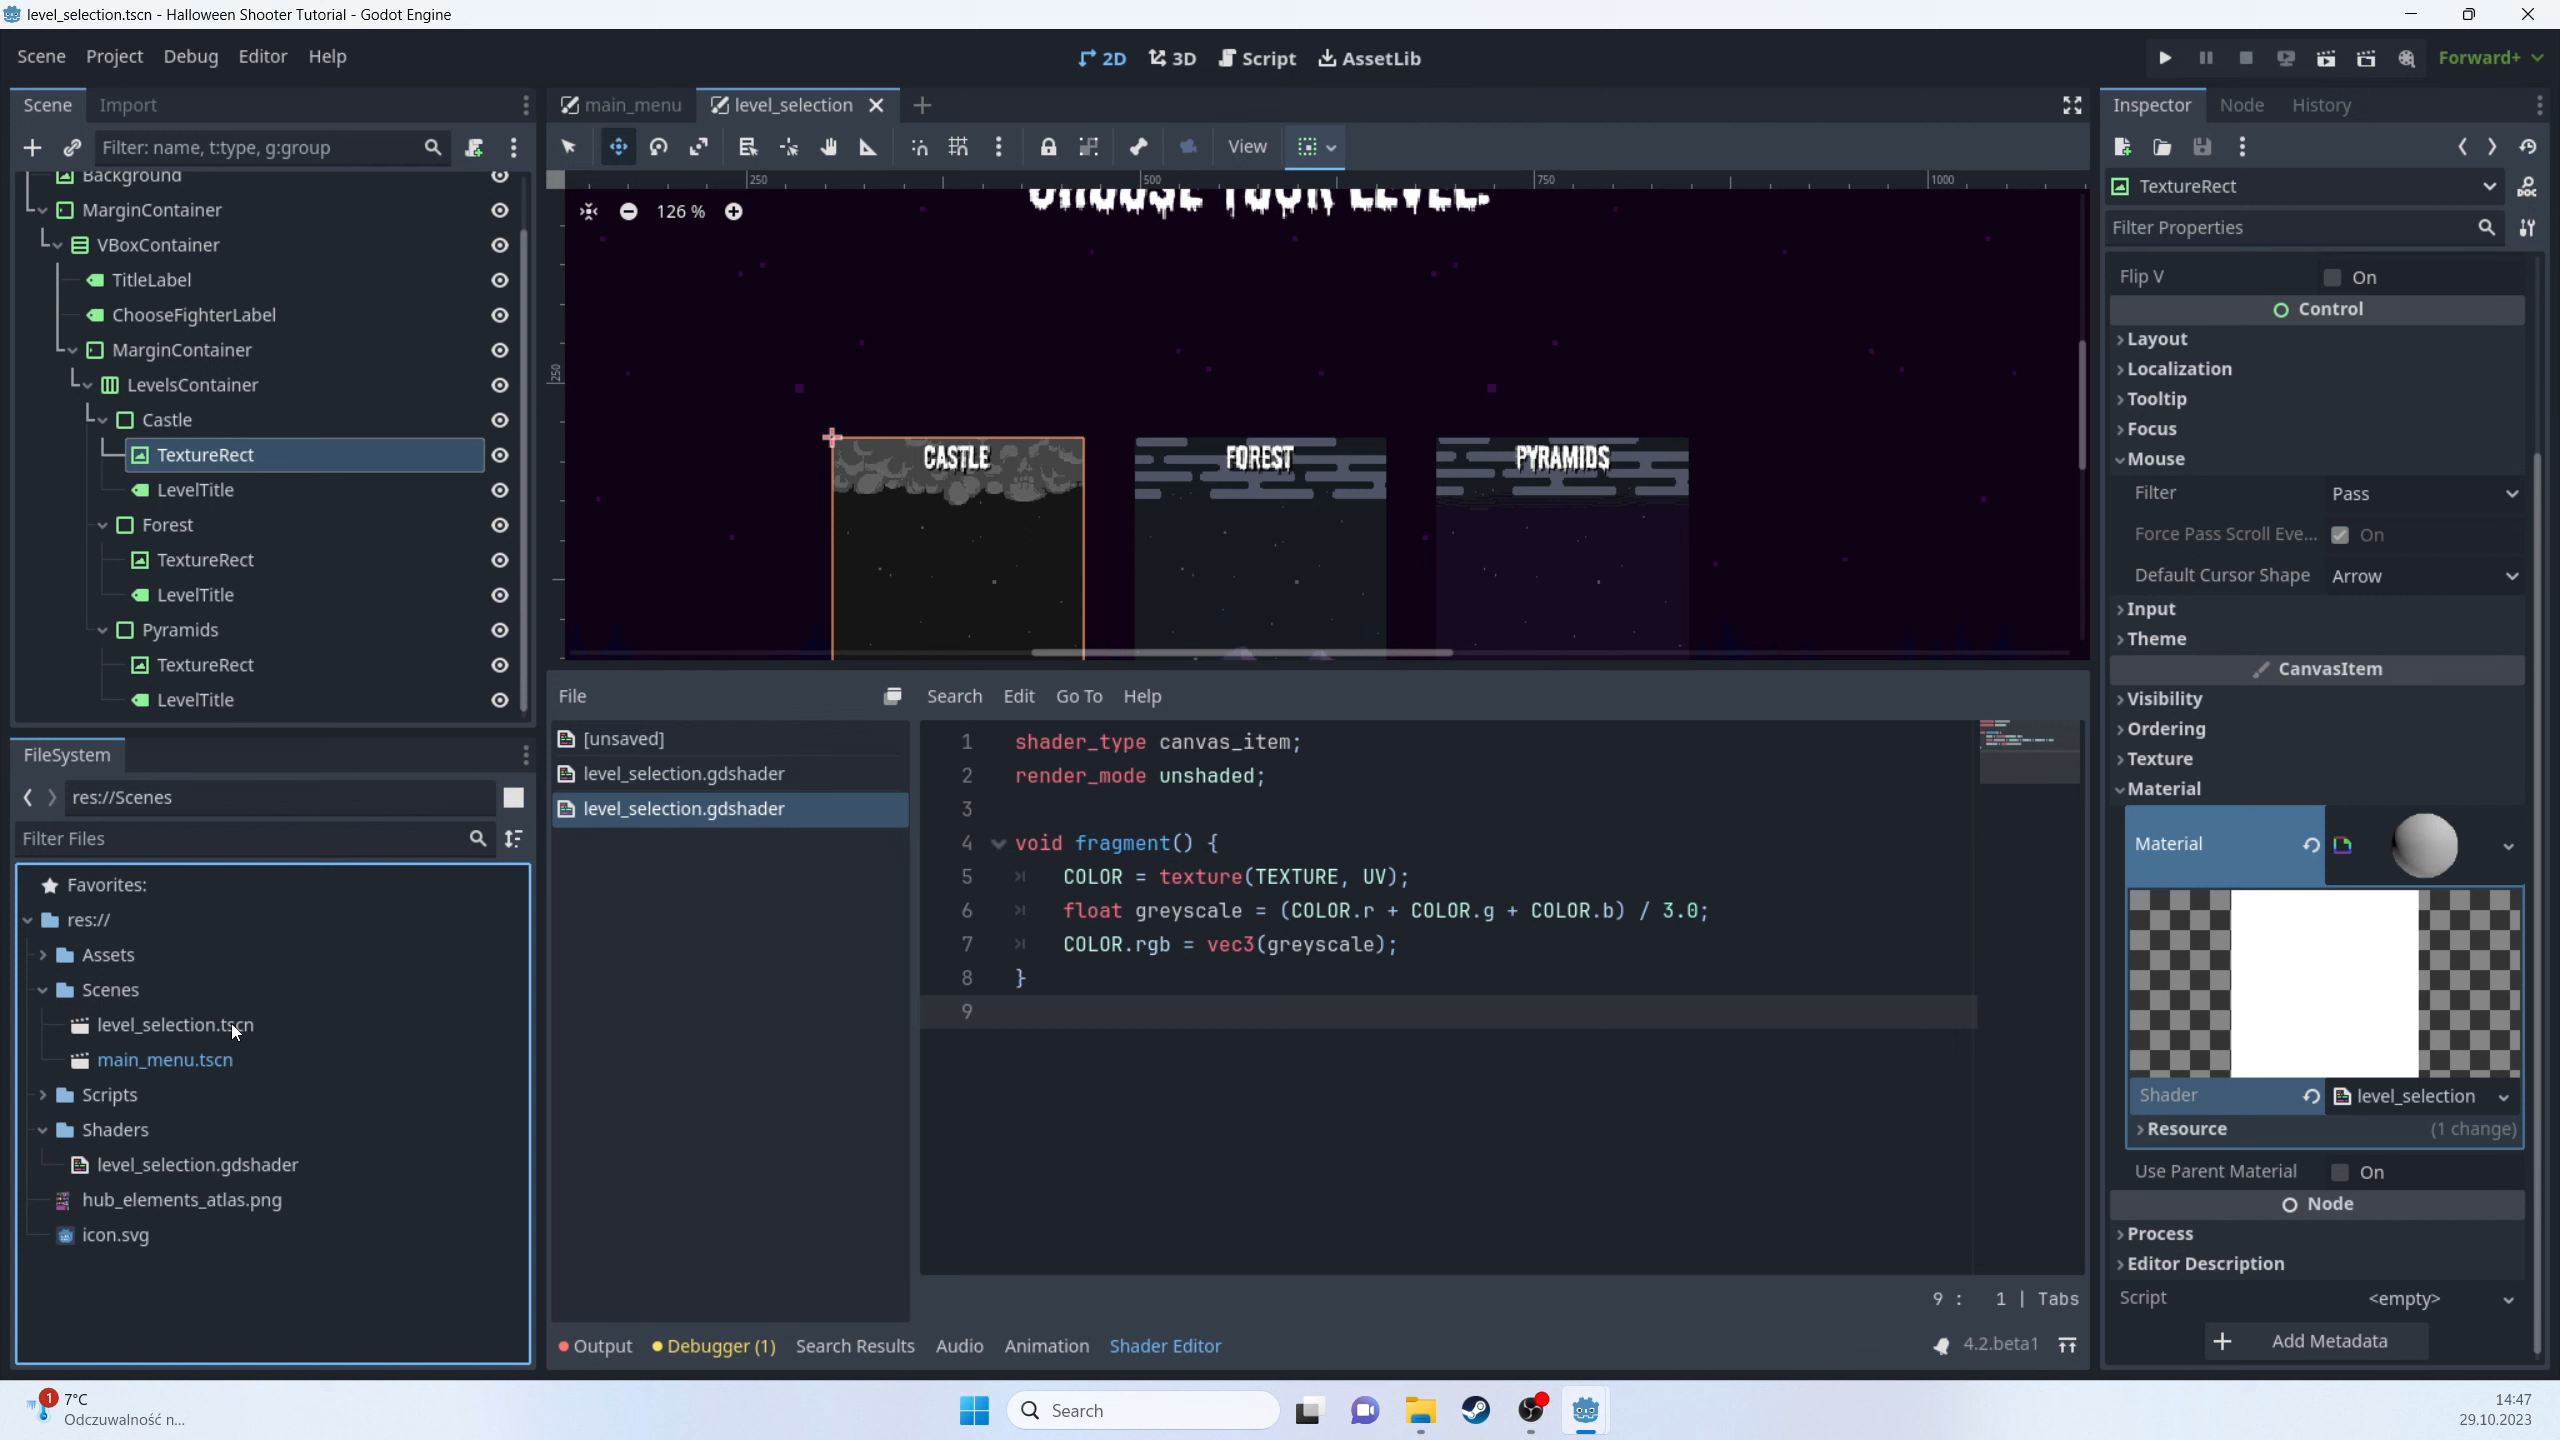 level_selection.tscn - Halloween Shooter Tutorial - Godot Engine
Scene Project Debug Editor Help
2D 3D Script AssetLib
Forward+
Scene Import
main_menu level_selection
Inspector Node History
Filter: name, t:type, g:group
View
Background
MarginContainer
VBoxContainer
TitleLabel
ChooseFighterLabel
MarginContainer
LevelsContainer
Castle
TextureRect
LevelTitle
Forest
TextureRect
LevelTitle
Pyramids
TextureRect
LevelTitle
250 500 750 1000
126 %
250
CHOOSE YOUR LEVEL:
CASTLE FOREST PYRAMIDS
TextureRect
Filter Properties
Flip V On
Control
Layout
Localization
Tooltip
Focus
Mouse
Filter Pass
Force Pass Scroll Eve... On
Default Cursor Shape Arrow
Input
Theme
CanvasItem
Visibility
Ordering
Texture
Material
Material
Shader level_selection
Resource (1 change)
Use Parent Material On
Node
Process
Editor Description
Script <empty>
Add Metadata
File Search Edit Go To Help
[unsaved]
level_selection.gdshader
level_selection.gdshader
1 shader_type canvas_item;
2 render_mode unshaded;
3
4 void fragment() {
5 COLOR = texture(TEXTURE, UV);
6 float greyscale = (COLOR.r + COLOR.g + COLOR.b) / 3.0;
7 COLOR.rgb = vec3(greyscale);
8 }
9
9 : 1 | Tabs
Output Debugger (1) Search Results Audio Animation Shader Editor 4.2.beta1
FileSystem
res://Scenes
Filter Files
Favorites:
res://
Assets
Scenes
level_selection.tscn
main_menu.tscn
Scripts
Shaders
level_selection.gdshader
hub_elements_atlas.png
icon.svg
1
7°C
Odczuwalność n...
Search
14:47
29.10.2023